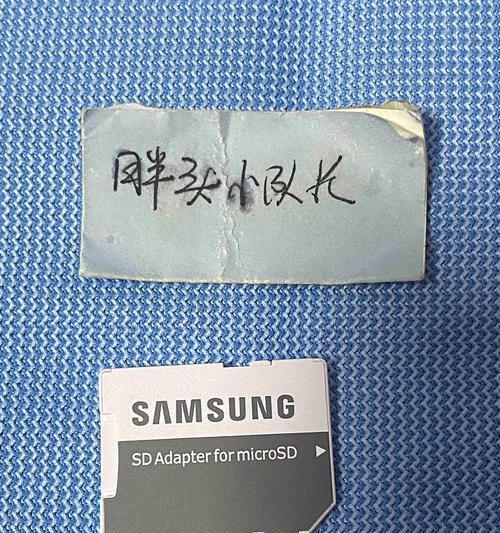 胖头小队长
SAMSUNG
SD Adapter for microSD